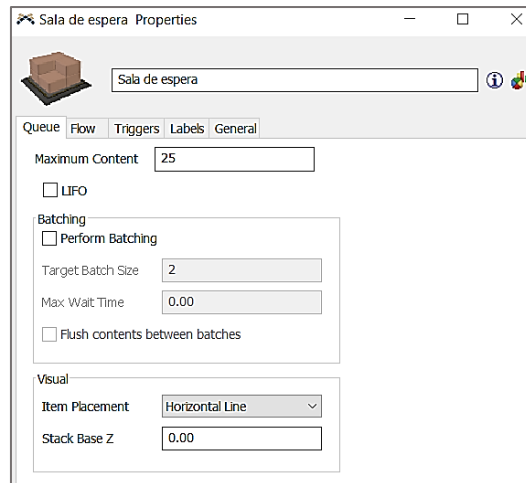 Sala de espera Properties
Sala de espera
Queue Flow Triggers Labels General
Maximum Content 25
LIFO
Batching
Perform Batching
Target Batch Size 2
Max Wait Time 0.00
Flush contents between batches
Visual
Item Placement Horizontal Line
Stack Base Z 0.00